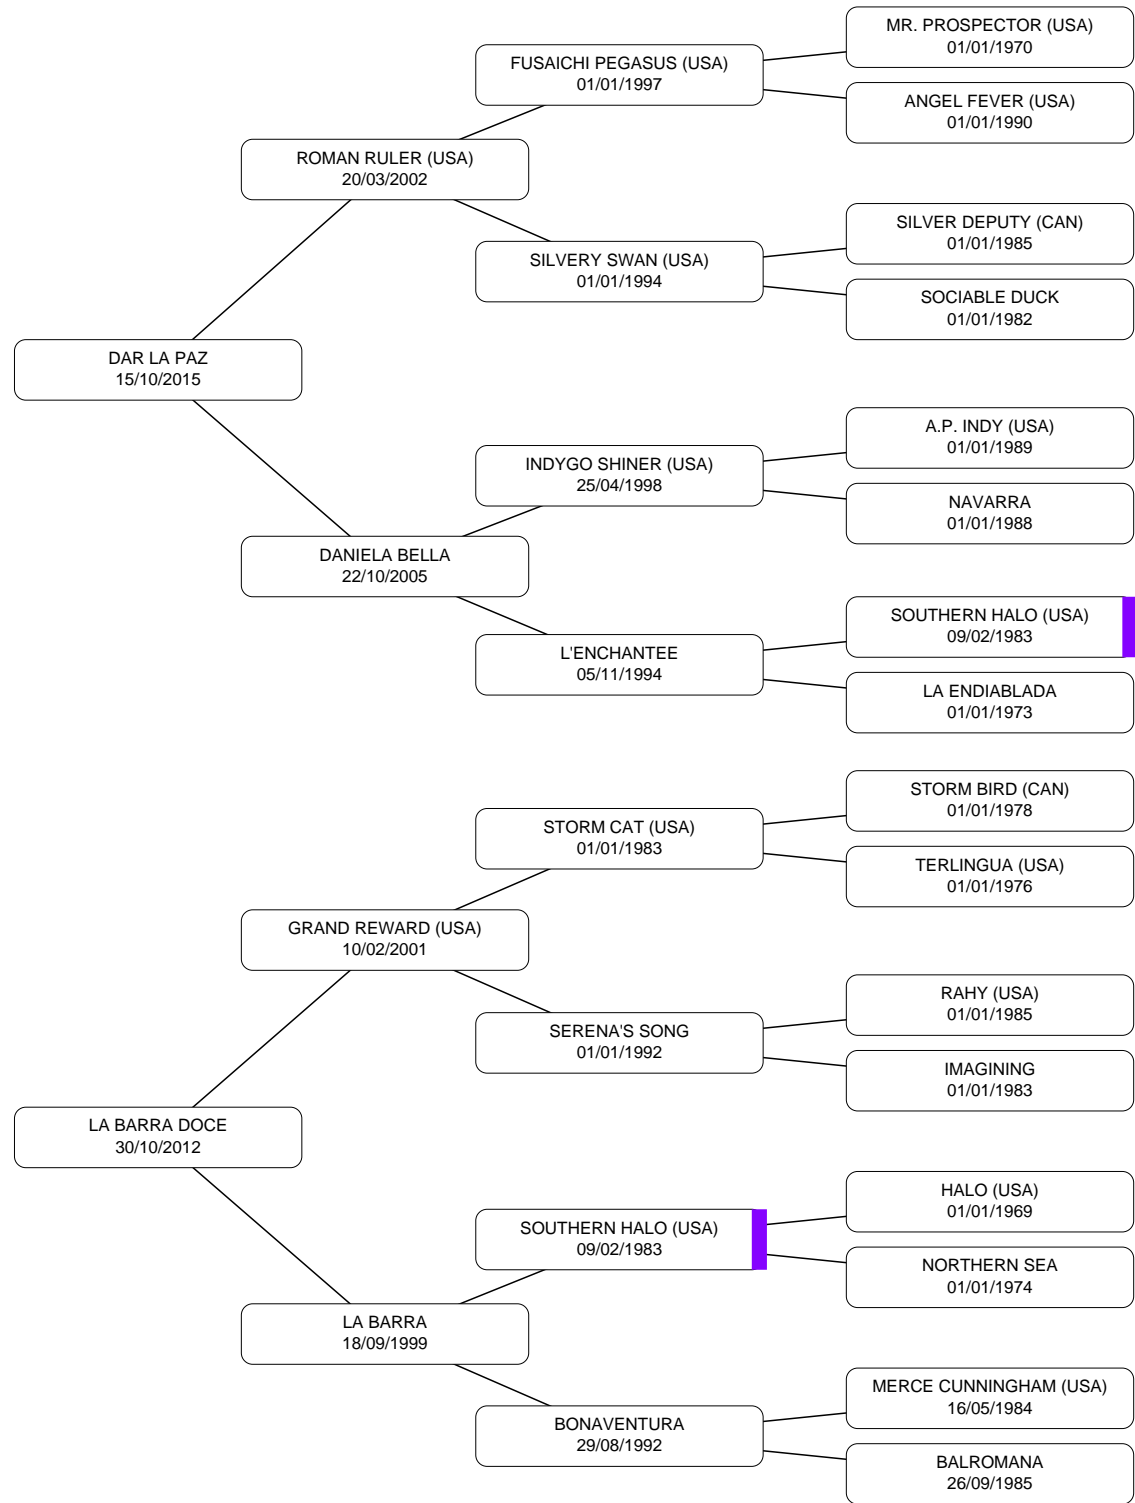 MR. PROSPECTOR (USA)
01/01/1970
FUSAICHI PEGASUS (USA)
01/01/1997
ANGEL FEVER (USA)
01/01/1990
ROMAN RULER (USA)
20/03/2002
SILVER DEPUTY (CAN)
01/01/1985
SILVERY SWAN (USA)
01/01/1994
SOCIABLE DUCK
01/01/1982
DAR LA PAZ
15/10/2015
A.P. INDY (USA)
01/01/1989
INDYGO SHINER (USA)
25/04/1998
NAVARRA
01/01/1988
DANIELA BELLA
22/10/2005
SOUTHERN HALO (USA)
09/02/1983
L'ENCHANTEE
05/11/1994
LA ENDIABLADA
01/01/1973
STORM BIRD (CAN)
01/01/1978
STORM CAT (USA)
01/01/1983
TERLINGUA (USA)
01/01/1976
GRAND REWARD (USA)
10/02/2001
RAHY (USA)
01/01/1985
SERENA'S SONG
01/01/1992
IMAGINING
01/01/1983
LA BARRA DOCE
30/10/2012
HALO (USA)
01/01/1969
SOUTHERN HALO (USA)
09/02/1983
NORTHERN SEA
01/01/1974
LA BARRA
18/09/1999
MERCE CUNNINGHAM (USA)
16/05/1984
BONAVENTURA
29/08/1992
BALROMANA
26/09/1985